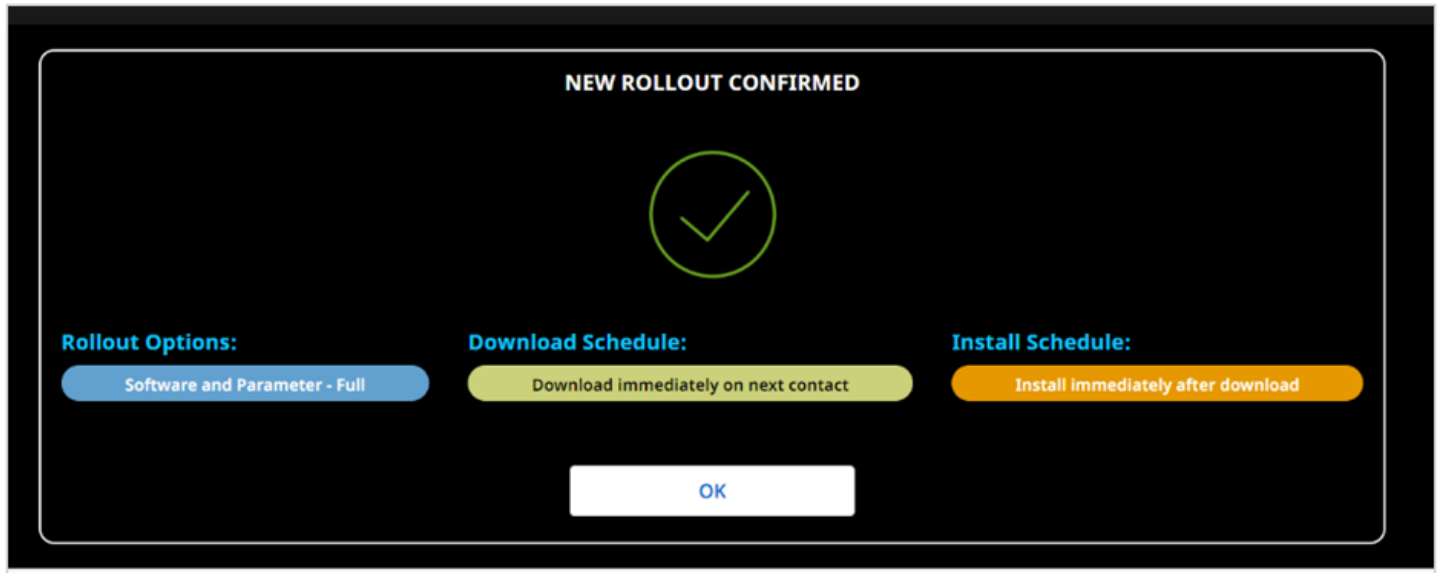 NEW ROLLOUT CONFIRMED
Rollout Options:
Software and Parameter - Full
Download Schedule:
Download immediately on next contact
Install Schedule:
Install immediately after download
OK